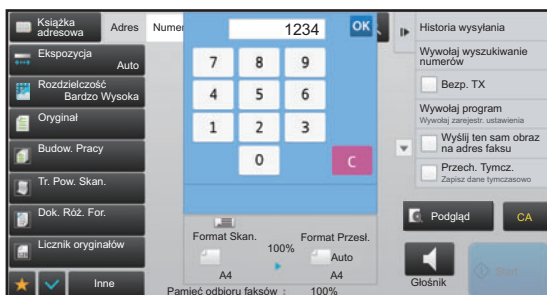 Książka adresowa
Adres
Numer
1234
OK
Historia wysyłania
Ekspozycja
Auto
7 8 9
Wywołaj wyszukiwanie numerów
Rozdzielczość
Bardzo Wysoka
4 5 6
Bezp. TX
Wywołaj program
Wywołaj zarejestr. ustawienia
Oryginał
1 2 3
Wyślij ten sam obraz na adres faksu
Budow. Pracy
0 C
Przech. Tymcz.
Zapisz dane tymczasowo
Tr. Pow. Skan.
Dok. Róż. For.
Podgląd
CA
Licznik oryginałów
Format Skan.
100%
Format Przesł.
Auto
A4
A4
Inne
Głośnik
Start
Pamięć odbioru faksów : 100%